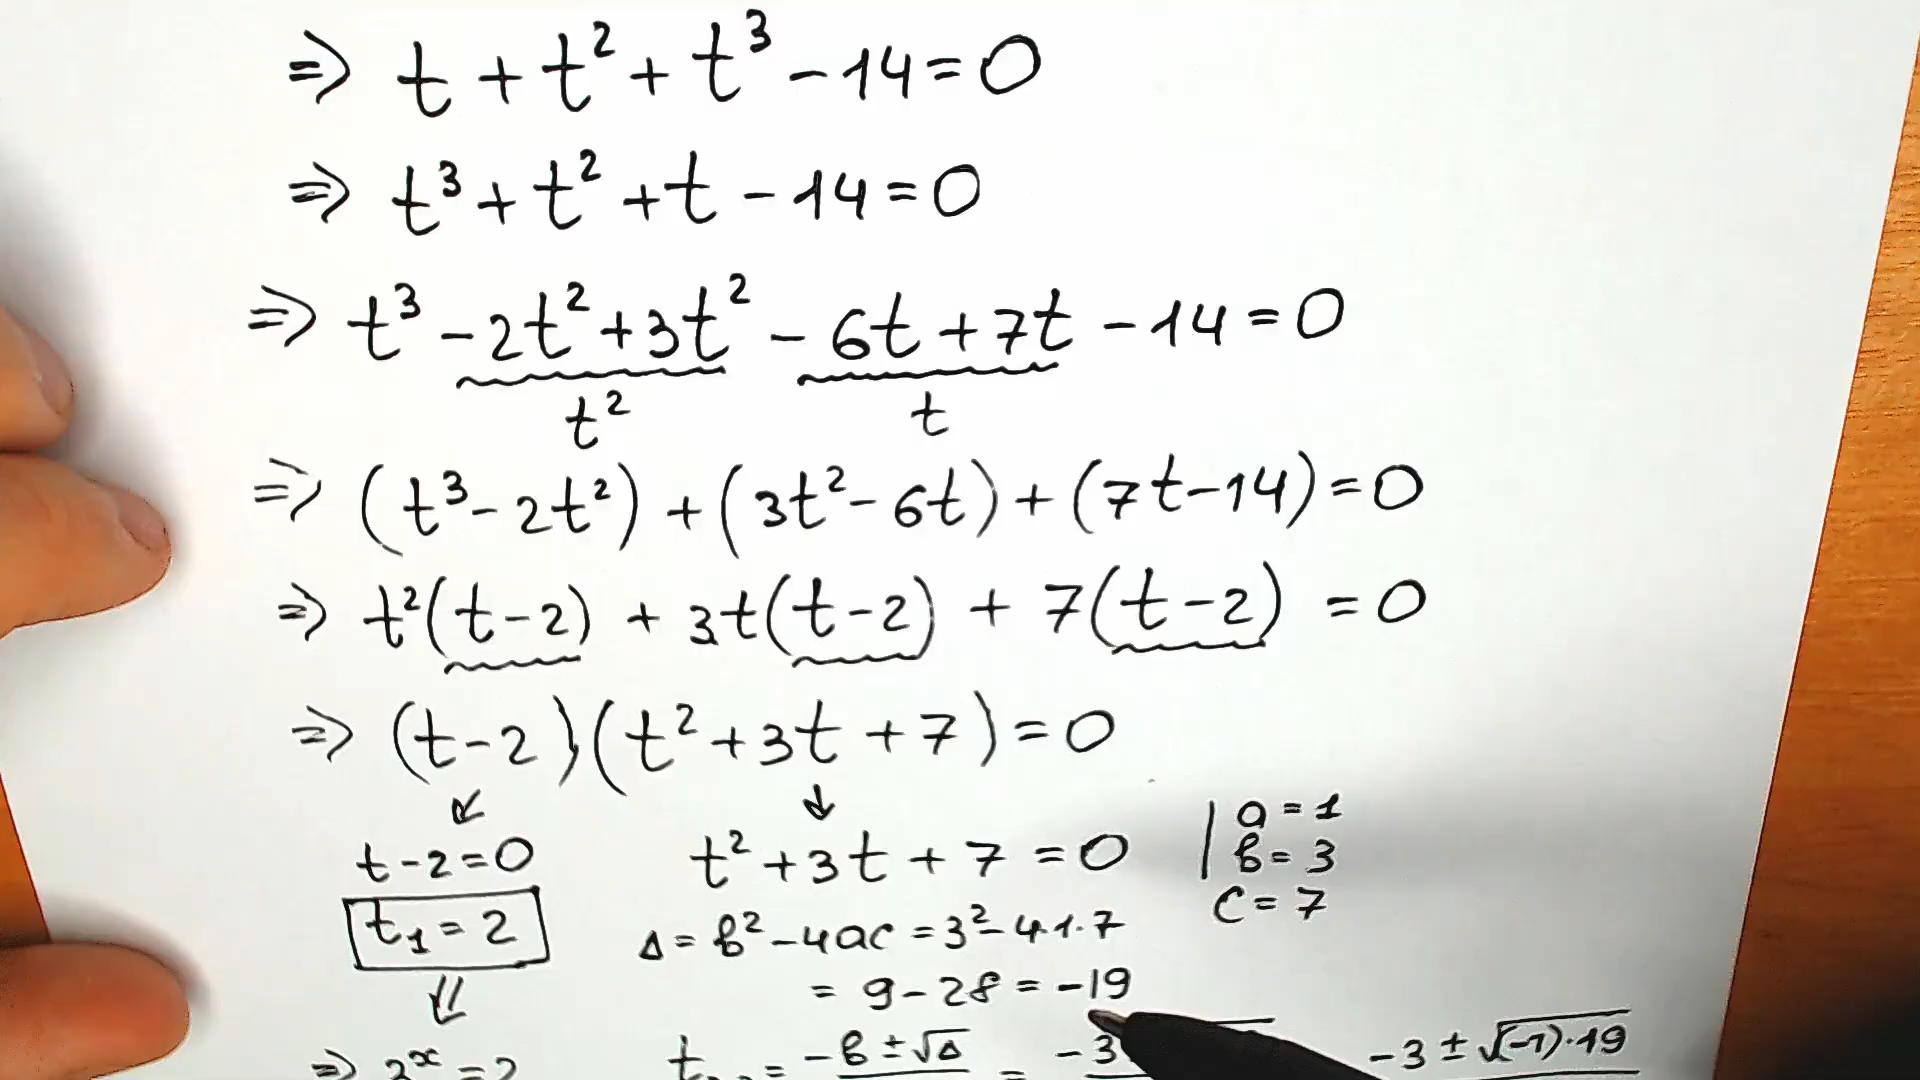 => t + t² + t³ - 14 = 0
=> t³ + t² + t - 14 = 0
=> t³ - 2t² + 3t² - 6t + 7t - 14 = 0
t² t
=> (t³ - 2t²) + (3t² - 6t) + (7t - 14) = 0
=> t²(t-2) + 3t(t-2) + 7(t-2) = 0
=> (t-2)(t² + 3t + 7) = 0
↙ ↓
t - 2 = 0 t² + 3t + 7 = 0 | a = 1
b = 3
c = 7
t₁ = 2 Δ = b² - 4ac = 3² - 4·1·7
⇓ = 9 - 28 = -19
=> ˣ = 2 t = -b ± √Δ = -3 -3 ± √(-1)·19